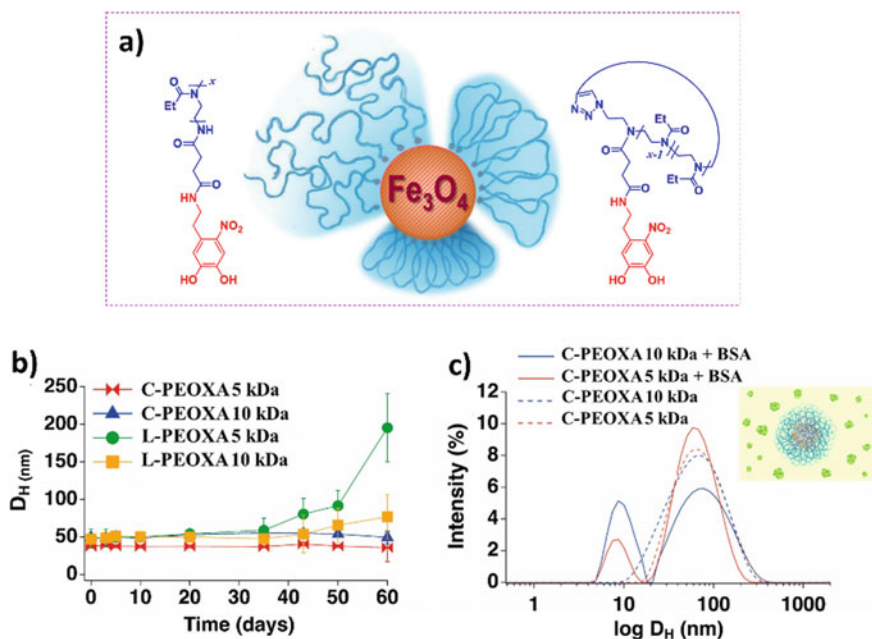 a)
Fe₃O₄
O
Et
N
x
NH
O
O
HN
NO₂
HO
OH
N=N
N
N
Et
O
N
x-1
N
Et
O
O
O
HN
NO₂
HO
OH
b)
D_H (nm)
250
200
150
100
50
0
C-PEOXA 5 kDa
C-PEOXA 10 kDa
L-PEOXA 5 kDa
L-PEOXA 10 kDa
0 10 20 30 40 50 60
Time (days)
c)
C-PEOXA 10 kDa + BSA
C-PEOXA 5 kDa + BSA
C-PEOXA 10 kDa
C-PEOXA 5 kDa
Intensity (%)
12
10
8
6
4
2
0
1 10 100 1000
log D_H (nm)